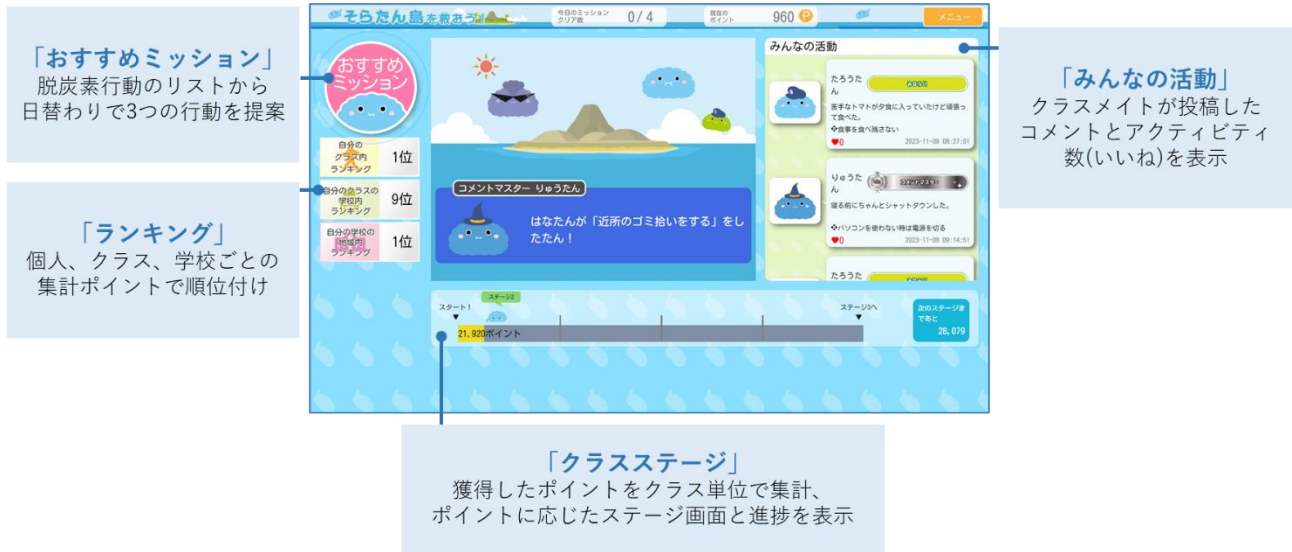 そらたん島を救おう!
今日のミッション
クリア数
0/4
現在の
ポイント
960 P
メニュー
「おすすめミッション」
脱炭素行動のリストから
日替わりで3つの行動を提案
おすすめ
ミッション
自分の
クラス内
ランキング
1位
自分のクラスの
学校内
ランキング
9位
自分の学校の
地域内
ランキング
1位
「ランキング」
個人、クラス、学校ごとの
集計ポイントで順位付け
コメントマスター りゅうたん
はなたんが「近所のゴミ拾いをする」をし
たたん!
みんなの活動
たろうた
ん
苦手なトマトが夕食に入っていたけど頑張っ
て食べた。
❖食事を食べ残さない
♥0
2023-11-08 08:27:01
りゅうた
ん
コメントマスター
寝る前にちゃんとシャットダウンした。
❖パソコンを使わない時は電源を切る
♥0
2023-11-08 09:14:51
たろうた
「みんなの活動」
クラスメイトが投稿した
コメントとアクティビティ
数(いいね)を表示
スタート!
ステージ2
ステージ3へ
21,920ポイント
次のステージま
であと
28,079
「クラスステージ」
獲得したポイントをクラス単位で集計、
ポイントに応じたステージ画面と進捗を表示